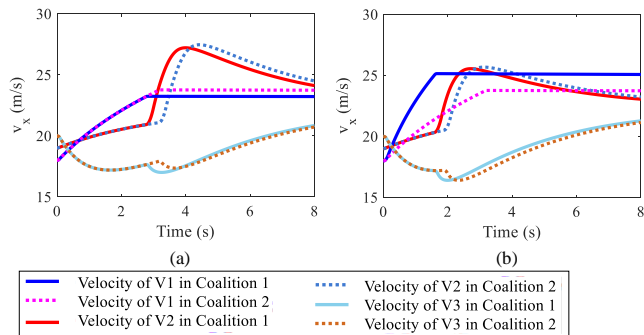 30
25
20
15
v_x (m/s)
0 2 4 6 8
Time (s)
(a)
30
25
20
15
v_x (m/s)
0 2 4 6 8
Time (s)
(b)
Velocity of V1 in Coalition 1
Velocity of V1 in Coalition 2
Velocity of V2 in Coalition 1
Velocity of V2 in Coalition 2
Velocity of V3 in Coalition 1
Velocity of V3 in Coalition 2